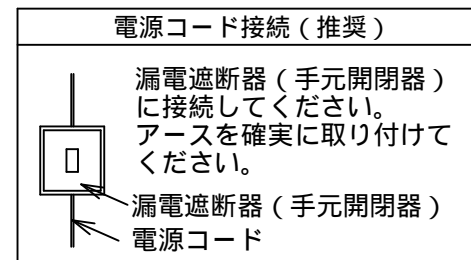 電源コード接続(推奨)
漏電遮断器(手元開閉器)
に接続してください。
アースを確実に取り付けて
ください。
漏電遮断器(手元開閉器)
電源コード